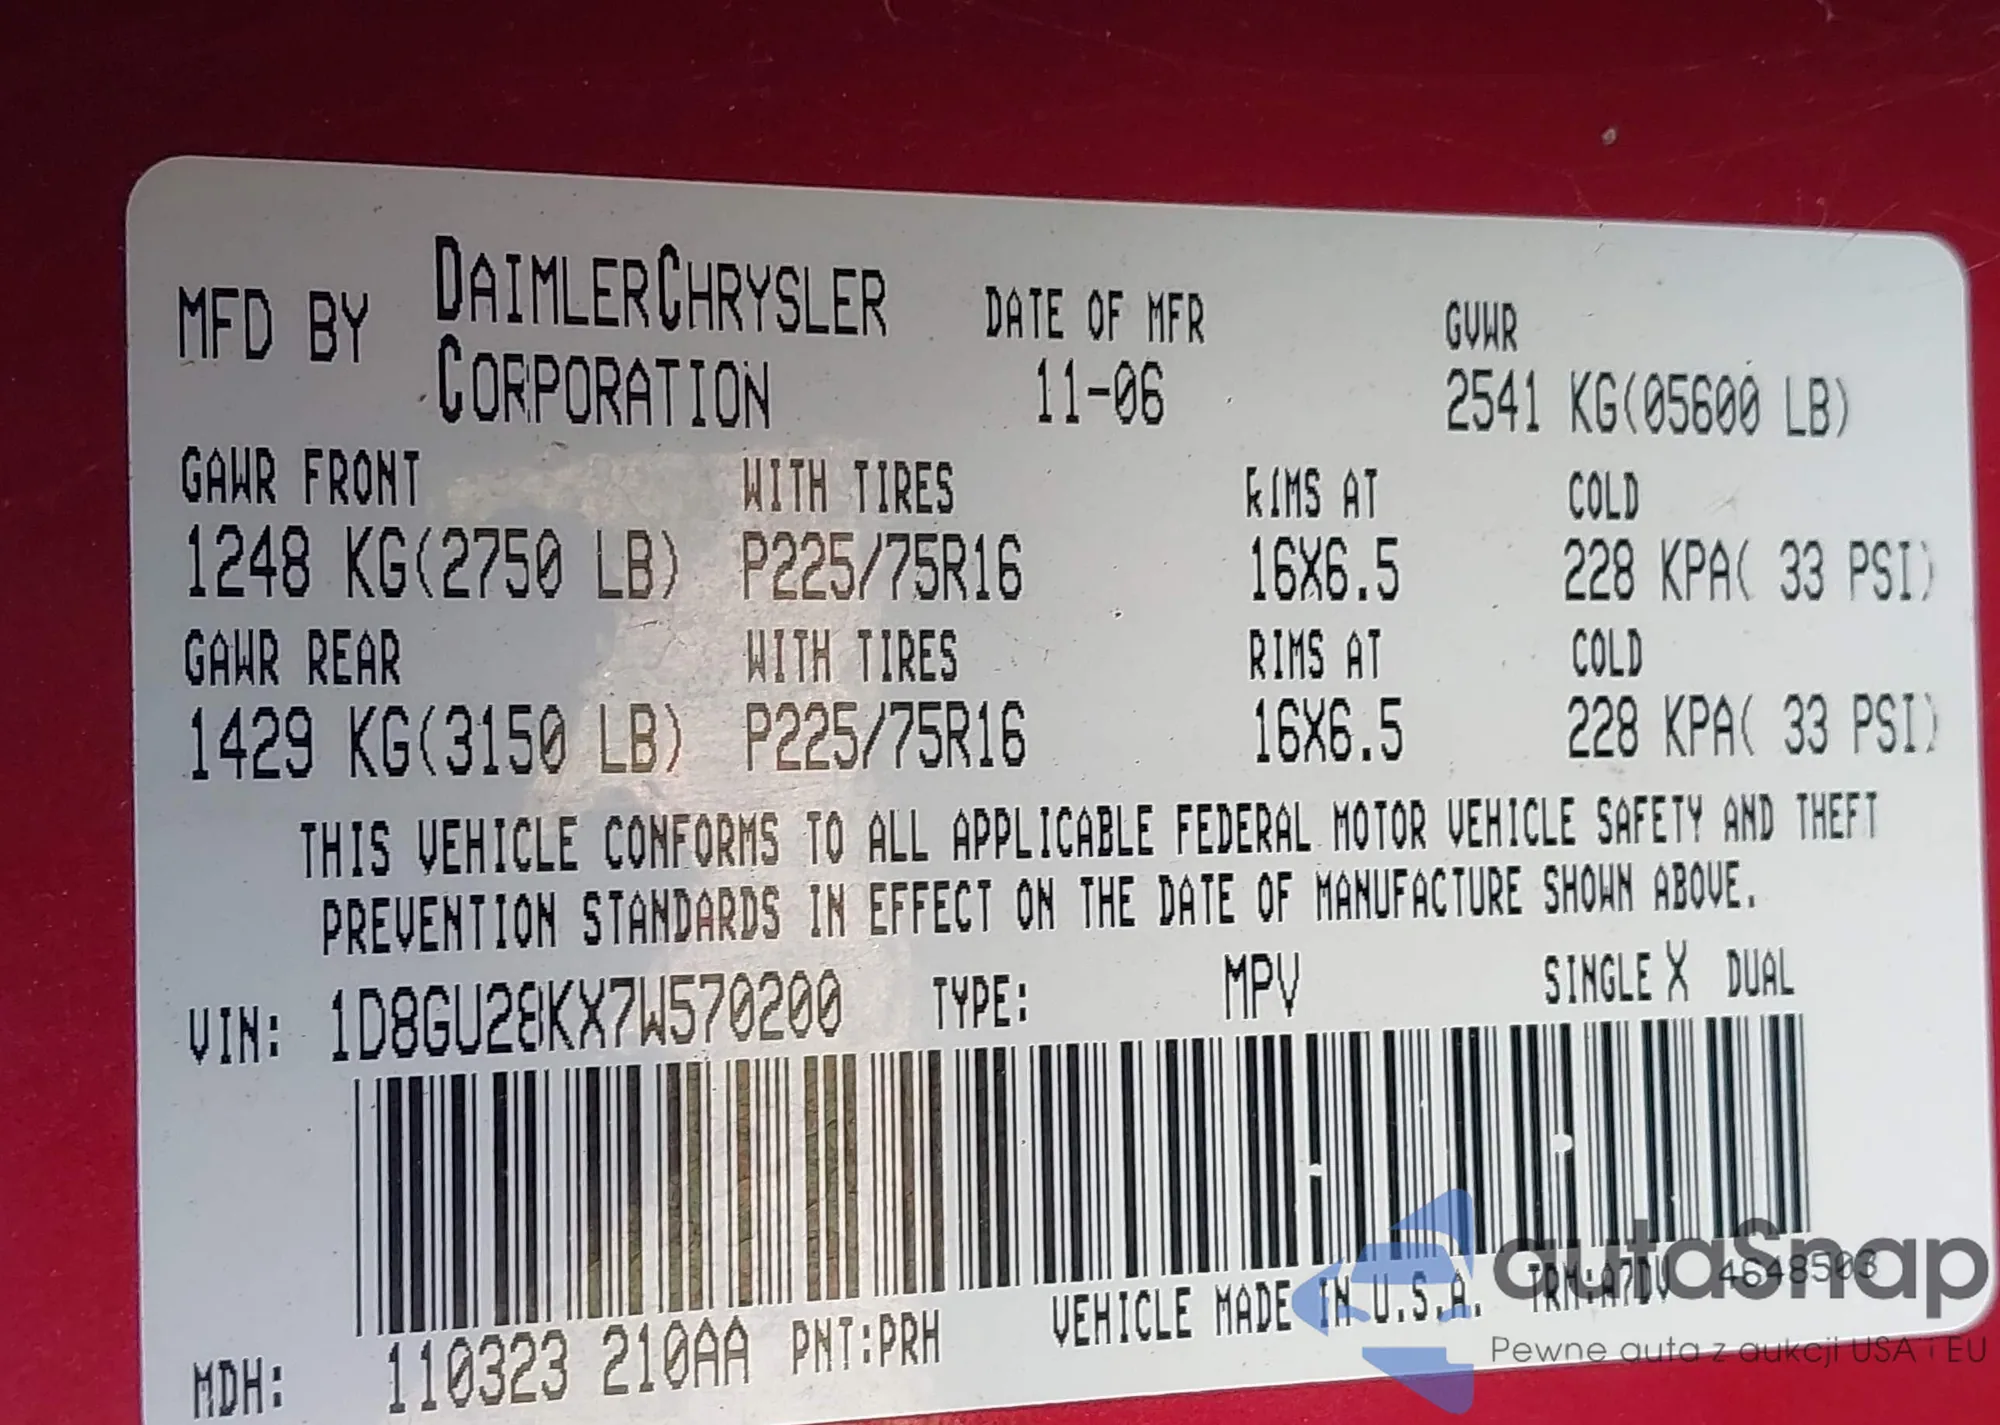 MFD BY DAIMLERCHRYSLER CORPORATION DATE OF MFR GVWR
11-06 2541 KG(05600 LB)
GAWR FRONT WITH TIRES RIMS AT COLD
1248 KG(2750 LB) P225/75R16 16X6.5 228 KPA( 33 PSI)
GAWR REAR WITH TIRES RIMS AT COLD
1429 KG(3150 LB) P225/75R16 16X6.5 228 KPA( 33 PSI)
THIS VEHICLE CONFORMS TO ALL APPLICABLE FEDERAL MOTOR VEHICLE SAFETY AND THEFT
PREVENTION STANDARDS IN EFFECT ON THE DATE OF MANUFACTURE SHOWN ABOVE.
VIN: 1D8GU28KX7W570200 TYPE: MPV SINGLE X DUAL
MDH: 110323 210AA PNT:PRH VEHICLE MADE IN U.S.A. TRM:A7DV 4648503
autaSnap
Pewne auta z aukcji USA i EU